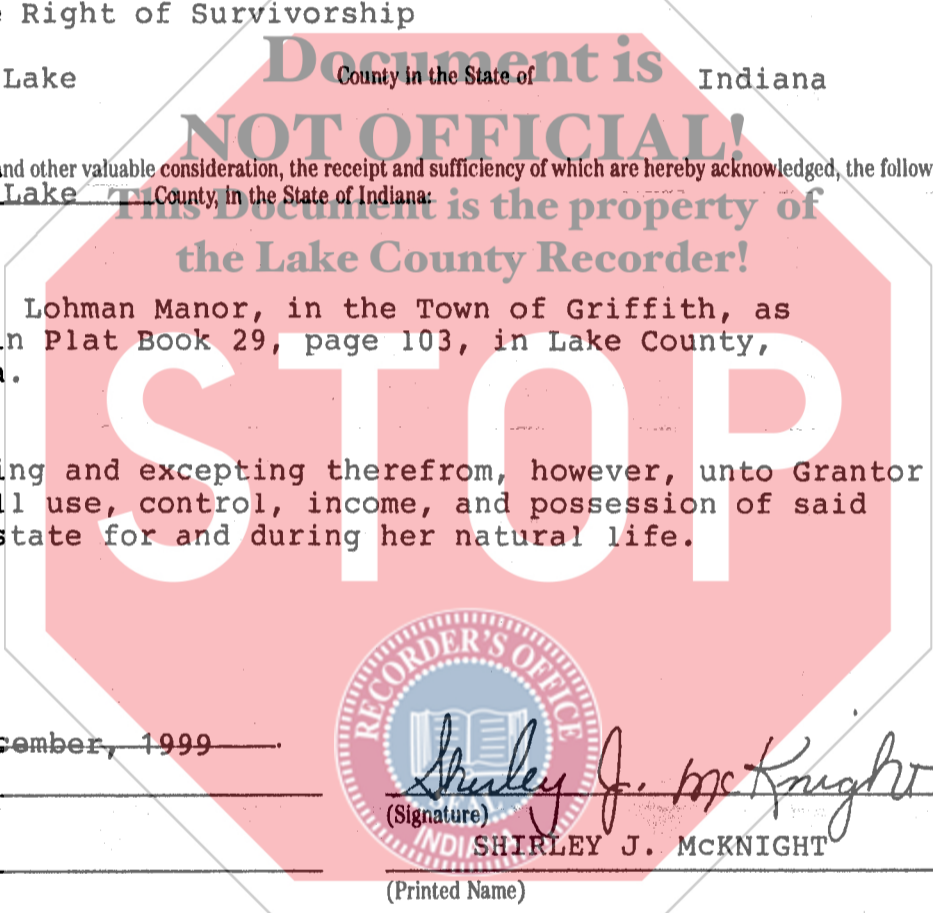 Right of Survivorship
Document is
Lake County in the State of Indiana
NOT OFFICIAL!
and other valuable consideration, the receipt and sufficiency of which are hereby acknowledged, the follow
Lake County, in the State of Indiana:
This Document is the property of
the Lake County Recorder!
Lohman Manor, in the Town of Griffith, as
n Plat Book 29, page 103, in Lake County,
a.
STOP
ing and excepting therefrom, however, unto Grantor
ll use, control, income, and possession of said
state for and during her natural life.
RECORDER'S OFFICE
SEAL
INDIANA
cember, 1999
Shirley J. McKnight
(Signature)
SHIRLEY J. McKNIGHT
(Printed Name)